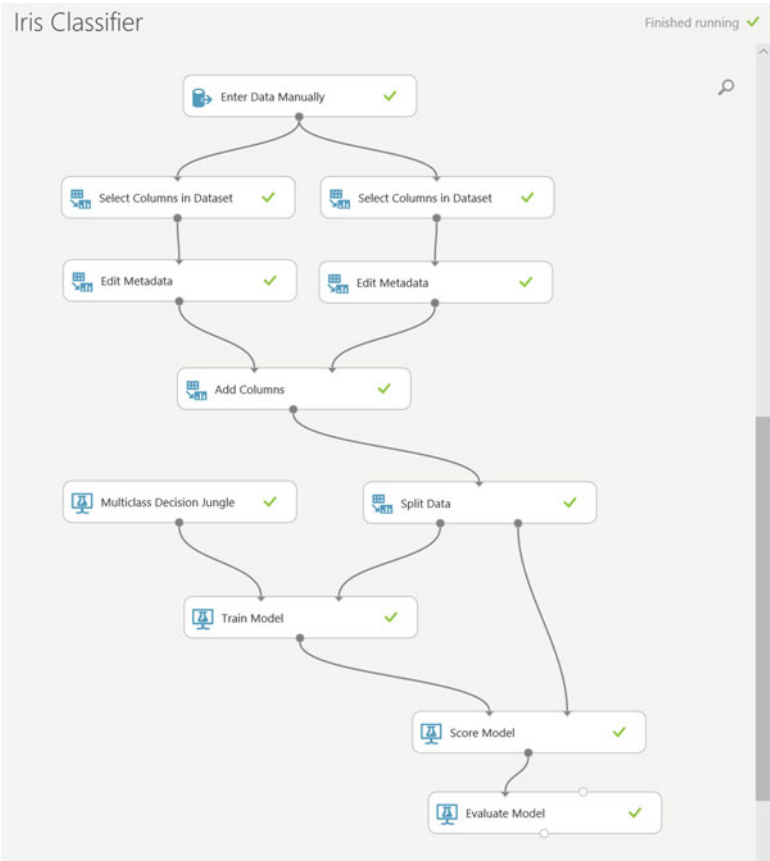 Iris Classifier
Finished running
Enter Data Manually
Select Columns in Dataset
Select Columns in Dataset
Edit Metadata
Edit Metadata
Add Columns
Multiclass Decision Jungle
Split Data
Train Model
Score Model
Evaluate Model